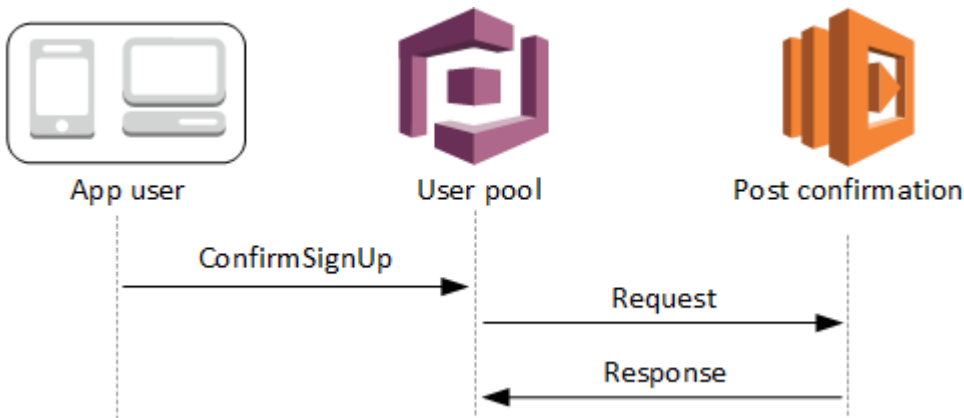 App user
User pool
Post confirmation
ConfirmSignUp
Request
Response